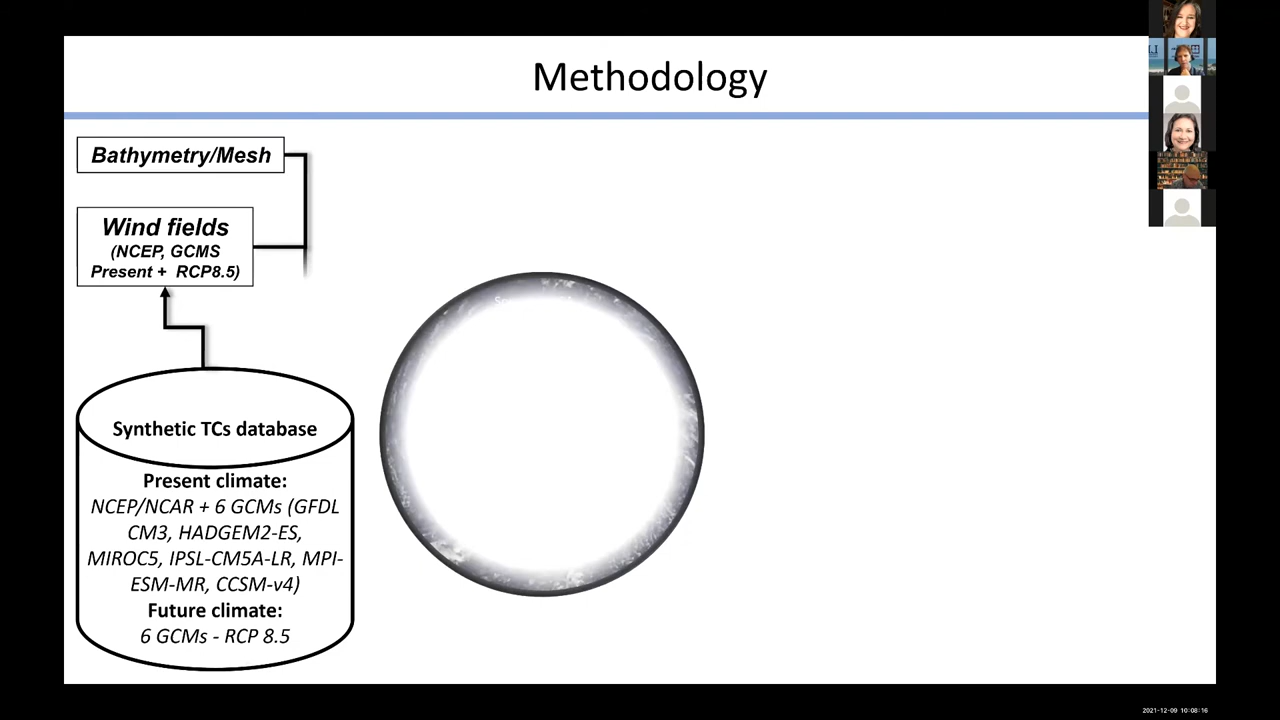 Methodology
Bathymetry/Mesh
Wind fields
(NCEP, GCMS
Present + RCP8.5)
Synthetic TCs database
Present climate:
NCEP/NCAR + 6 GCMs (GFDL
CM3, HADGEM2-ES,
MIROC5, IPSL-CM5A-LR, MPI-
ESM-MR, CCSM-v4)
Future climate:
6 GCMs - RCP 8.5
2021-12-09 10:08:16